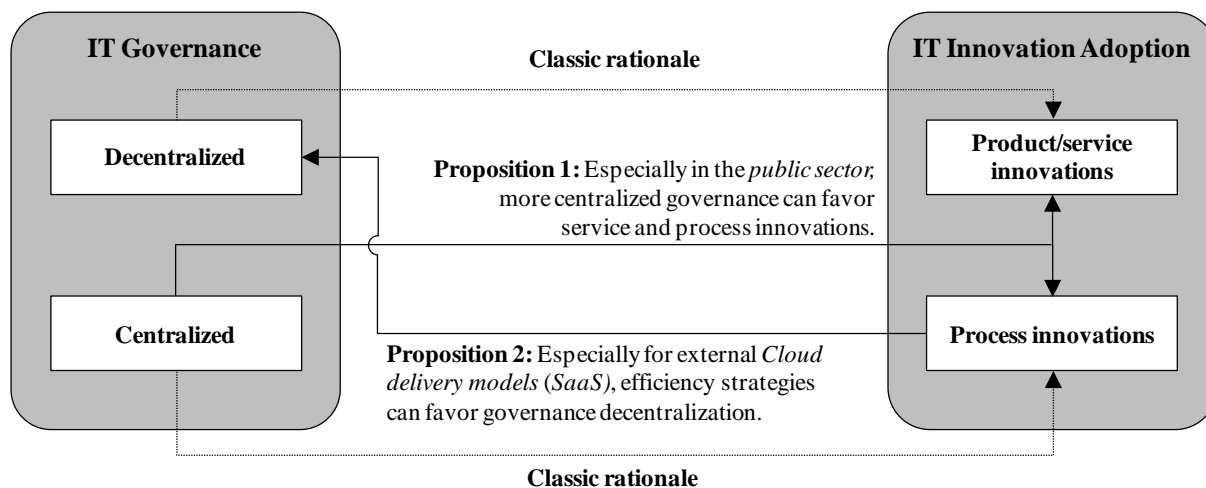 IT Governance
IT Innovation Adoption
Classic rationale
Decentralized
Product/service
innovations
Proposition 1: Especially in the public sector,
more centralized governance can favor
service and process innovations.
Centralized
Process innovations
Proposition 2: Especially for external Cloud
delivery models (SaaS), efficiency strategies
can favor governance decentralization.
Classic rationale